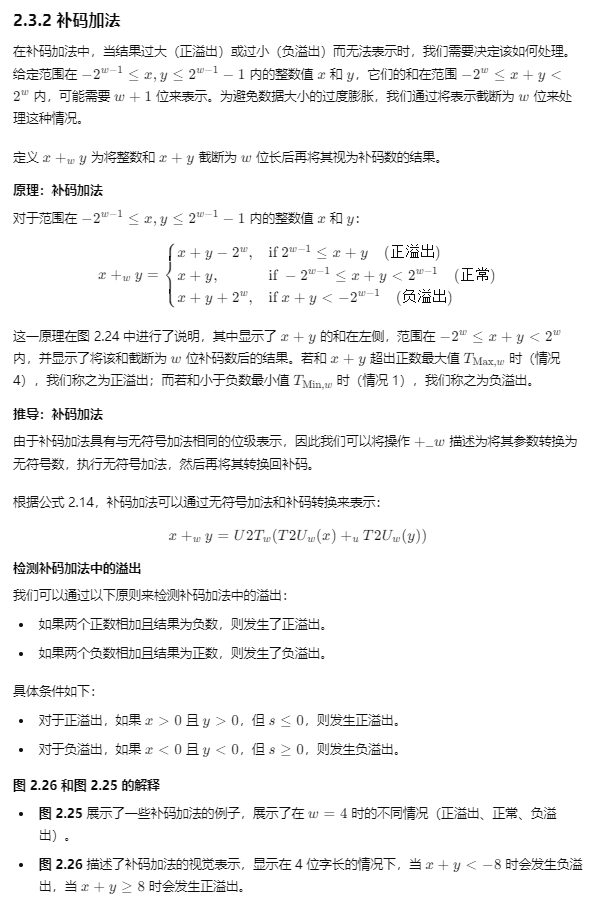 2.3.2 补码加法
在补码加法中，当结果过大（正溢出）或过小（负溢出）而无法表示时，我们需要决定该如何处理。
给定范围在 −2^{w−1} ≤ x, y ≤ 2^{w−1} − 1 内的整数值 x 和 y，它们的和在范围 −2^w ≤ x + y <
2^w 内，可能需要 w + 1 位来表示。为避免数据大小的过度膨胀，我们通过将表示截断为 w 位来处
理这种情况。
定义 x +_w y 为将整数和 x + y 截断为 w 位长后再将其视为补码数的结果。
原理：补码加法
对于范围在 −2^{w−1} ≤ x, y ≤ 2^{w−1} − 1 内的整数值 x 和 y：
x +_w y = { x + y − 2^w, if 2^{w−1} ≤ x + y (正溢出)
x + y, if − 2^{w−1} ≤ x + y < 2^{w−1} (正常)
x + y + 2^w, if x + y < −2^{w−1} (负溢出)
这一原理在图 2.24 中进行了说明，其中显示了 x + y 的和在左侧，范围在 −2^w ≤ x + y < 2^w
内，并显示了将该和截断为 w 位补码数后的结果。若和 x + y 超出正数最大值 T_{Max,w} 时（情况
4），我们称之为正溢出；而若和小于负数最小值 T_{Min,w} 时（情况 1），我们称之为负溢出。
推导：补码加法
由于补码加法具有与无符号加法相同的位级表示，因此我们可以将操作 +_w 描述为将其参数转换为
无符号数，执行无符号加法，然后再将其转换回补码。
根据公式 2.14，补码加法可以通过无符号加法和补码转换来表示：
x +_w y = U2T_w(T2U_w(x) +_u T2U_w(y))
检测补码加法中的溢出
我们可以通过以下原则来检测补码加法中的溢出：
• 如果两个正数相加且结果为负数，则发生了正溢出。
• 如果两个负数相加且结果为正数，则发生了负溢出。
具体条件如下：
• 对于正溢出，如果 x > 0 且 y > 0，但 s ≤ 0，则发生正溢出。
• 对于负溢出，如果 x < 0 且 y < 0，但 s ≥ 0，则发生负溢出。
图 2.26 和图 2.25 的解释
• 图 2.25 展示了一些补码加法的例子，展示了在 w = 4 时的不同情况（正溢出、正常、负溢
出）。
• 图 2.26 描述了补码加法的视觉表示，显示在 4 位字长的情况下，当 x + y < −8 时会发生负溢
出，当 x + y ≥ 8 时会发生正溢出。